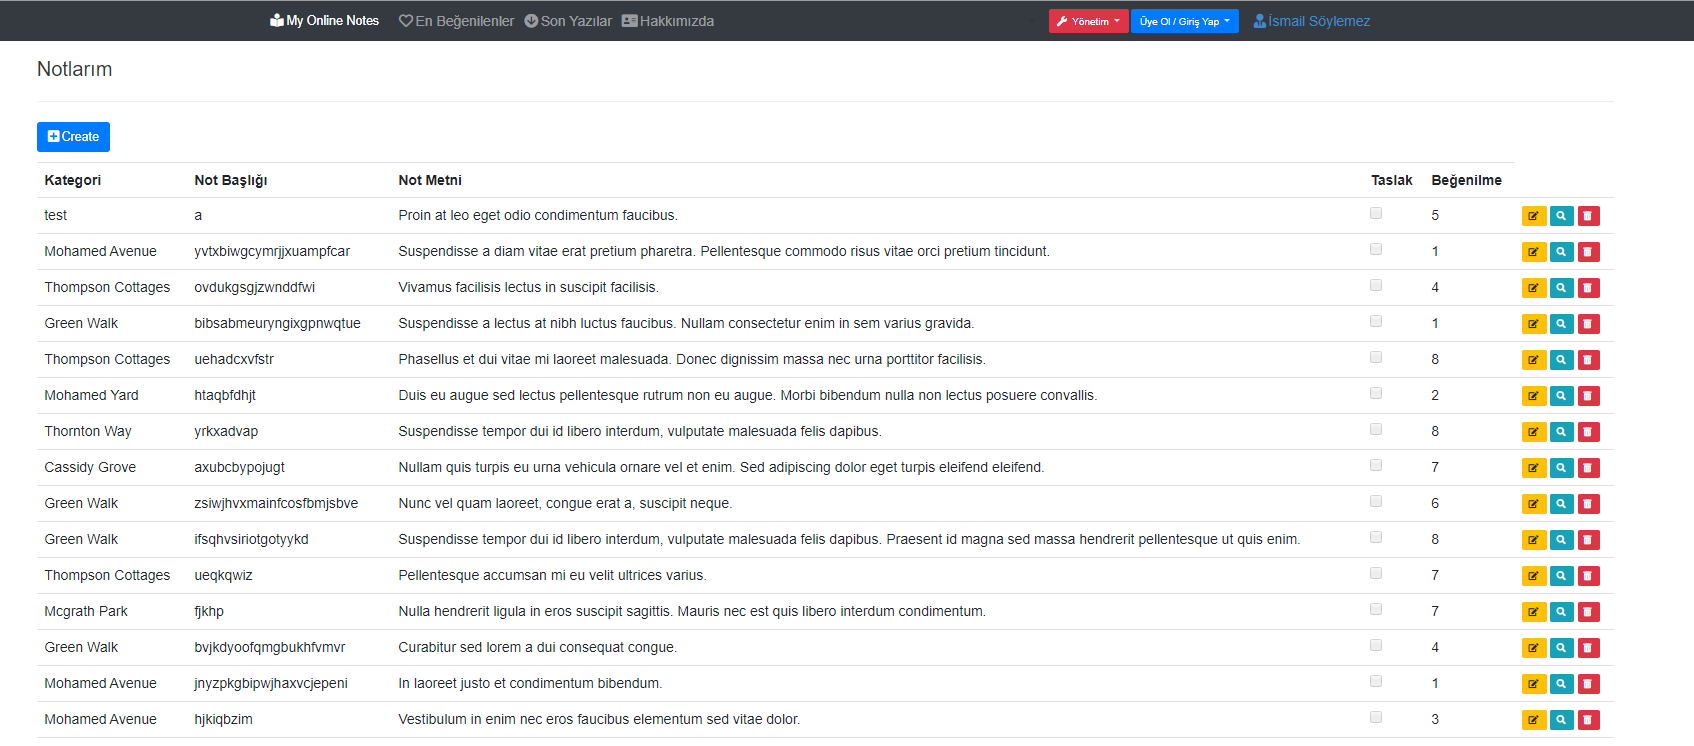 My Online Notes En Beğenilenler Son Yazılar Hakkımızda Yönetim Üye Ol / Giriş Yap İsmail Söylemez
Notlarım
Create
Kategori Not Başlığı Not Metni Taslak Beğenilme
test a Proin at leo eget odio condimentum faucibus. 5
Mohamed Avenue yvtxbiwgcymrjjxuampfcar Suspendisse a diam vitae erat pretium pharetra. Pellentesque commodo risus vitae orci pretium tincidunt. 1
Thompson Cottages ovdukgsgjzwnddfwi Vivamus facilisis lectus in suscipit facilisis. 4
Green Walk bibsabmeuryngixgpnwqtue Suspendisse a lectus at nibh luctus faucibus. Nullam consectetur enim in sem varius gravida. 1
Thompson Cottages uehadcxvfstr Phasellus et dui vitae mi laoreet malesuada. Donec dignissim massa nec urna porttitor facilisis. 8
Mohamed Yard htaqbfdhjt Duis eu augue sed lectus pellentesque rutrum non eu augue. Morbi bibendum nulla non lectus posuere convallis. 2
Thornton Way yrkxadvap Suspendisse tempor dui id libero interdum, vulputate malesuada felis dapibus. 8
Cassidy Grove axubcbypojugt Nullam quis turpis eu urna vehicula ornare vel et enim. Sed adipiscing dolor eget turpis eleifend eleifend. 7
Green Walk zsiwjhvxmainfcosfbmjsbve Nunc vel quam laoreet, congue erat a, suscipit neque. 6
Green Walk ifsqhvsiriotgotyykd Suspendisse tempor dui id libero interdum, vulputate malesuada felis dapibus. Praesent id magna sed massa hendrerit pellentesque ut quis enim. 8
Thompson Cottages ueqkqwiz Pellentesque accumsan mi eu velit ultrices varius. 7
Mcgrath Park fjkhp Nulla hendrerit ligula in eros suscipit sagittis. Mauris nec est quis libero interdum condimentum. 7
Green Walk bvjkdyoofqmgbukhfvmvr Curabitur sed lorem a dui consequat congue. 4
Mohamed Avenue jnyzpkgbipwjhaxvcjepeni In laoreet justo et condimentum bibendum. 1
Mohamed Avenue hjkiqbzim Vestibulum in enim nec eros faucibus elementum sed vitae dolor. 3